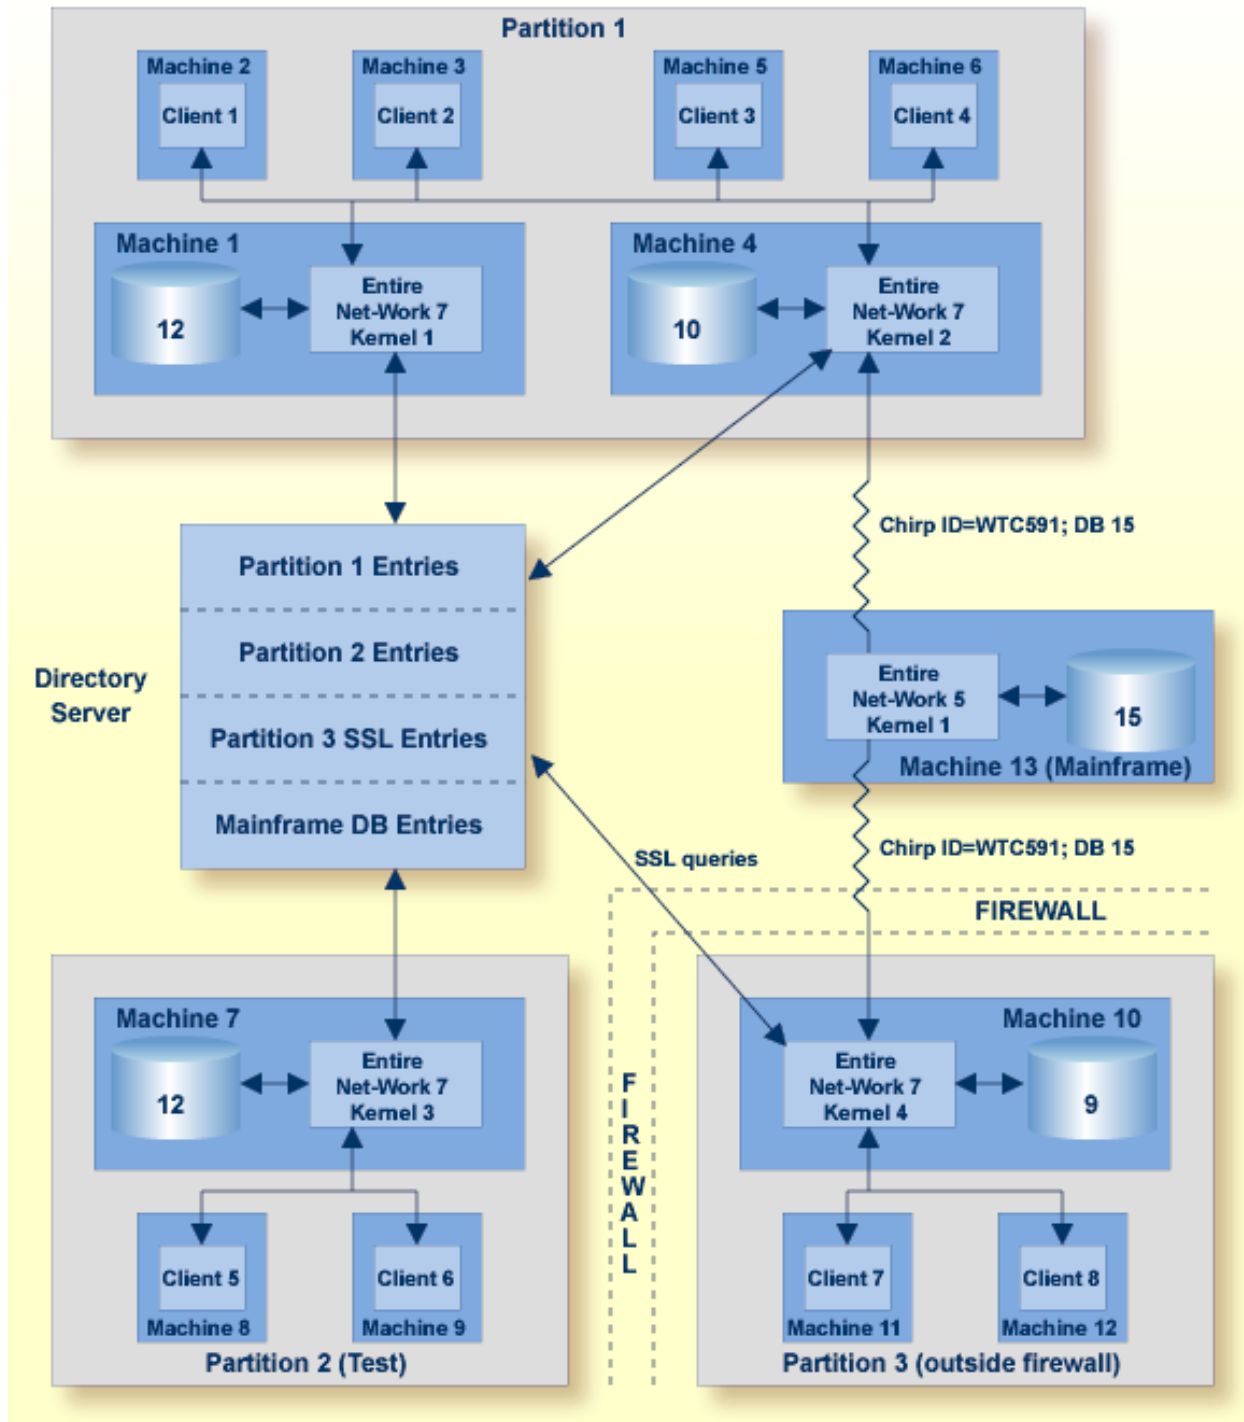 Partition 1
Machine 2
Client 1
Machine 3
Client 2
Machine 5
Client 3
Machine 6
Client 4
Machine 1
12
Entire
Net-Work 7
Kernel 1
Machine 4
10
Entire
Net-Work 7
Kernel 2
Chirp ID=WTC591; DB 15
Directory
Server
Partition 1 Entries
Partition 2 Entries
Partition 3 SSL Entries
Mainframe DB Entries
Entire
Net-Work 5
Kernel 1
15
Machine 13 (Mainframe)
SSL queries
Chirp ID=WTC591; DB 15
FIREWALL
FIREWALL
Machine 7
12
Entire
Net-Work 7
Kernel 3
Client 5
Machine 8
Client 6
Machine 9
Partition 2 (Test)
Machine 10
Entire
Net-Work 7
Kernel 4
9
Client 7
Machine 11
Client 8
Machine 12
Partition 3 (outside firewall)